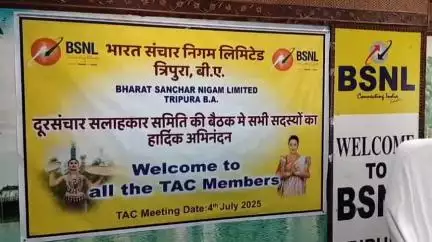 BSNL
भारत संचार निगम लिमिटेड
त्रिपुरा, बी.ए.
BSNL
BHARAT SANCHAR NIGAM LIMITED
TRIPURA B.A.
दूरसंचार सलाहकार समिति की बैठक मे सभी सदस्यों का
हार्दिक अभिनंदन
Welcome to
all the TAC Members
TAC Meeting Date:4th July 2025
BSNL
Connecting India
WELCOME
TO